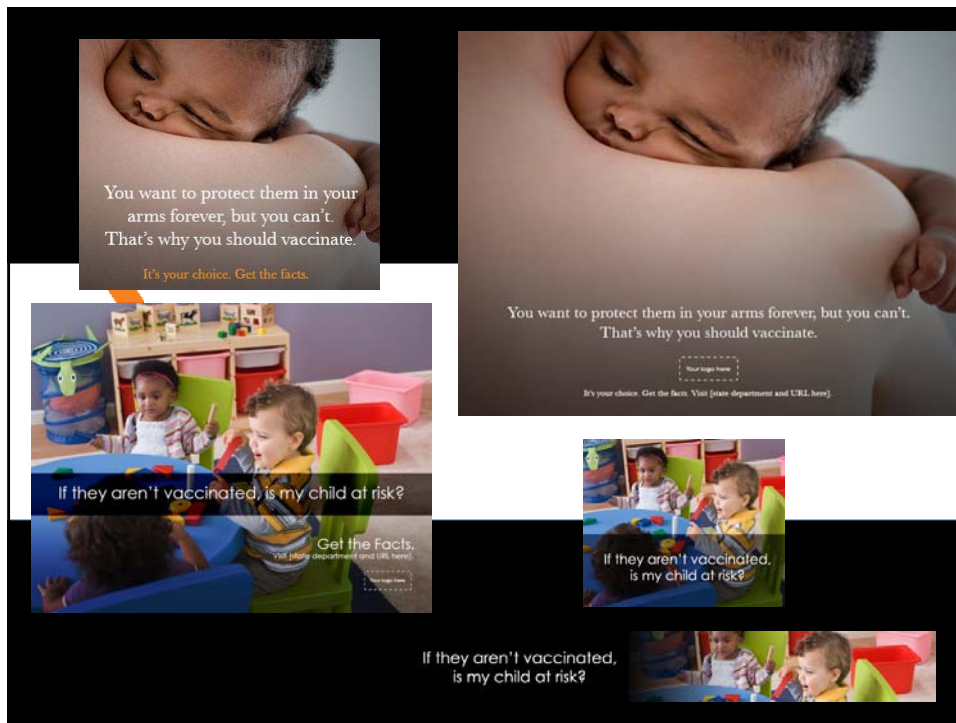 You want to protect them in your
arms forever, but you can't.
That's why you should vaccinate.
It's your choice. Get the facts.
You want to protect them in your arms forever, but you can't.
That's why you should vaccinate.
Your logo here
It's your choice. Get the facts. Visit [state department and URL here].
If they aren't vaccinated, is my child at risk?
Get the Facts.
Visit [state department and URL here].
Your logo here
If they aren't vaccinated,
is my child at risk?
If they aren't vaccinated,
is my child at risk?